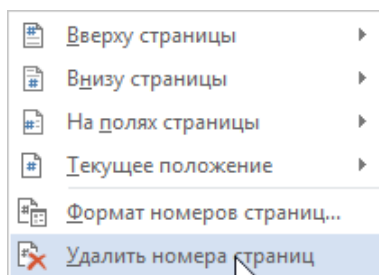 Вверху страницы
Внизу страницы
На полях страницы
Текущее положение
Формат номеров страниц...
Удалить номера страниц